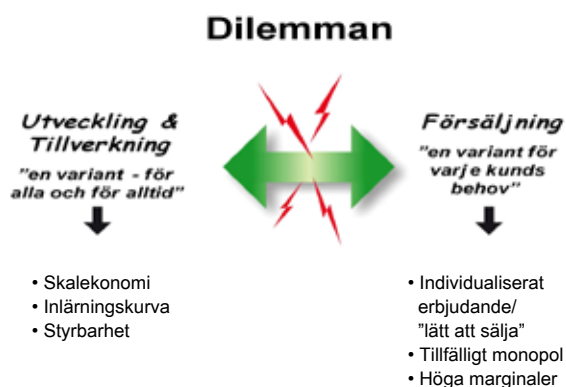 Dilemman
Utveckling &
Tillverkning
"en variant - för
alla och för alltid"
• Skalekonomi
• Inlärningskurva
• Styrbarhet
Försäljning
"en variant för
varje kunds
behov"
• Individualiserat
erbjudande/
"lätt att sälja"
• Tillfälligt monopol
• Höga marginaler